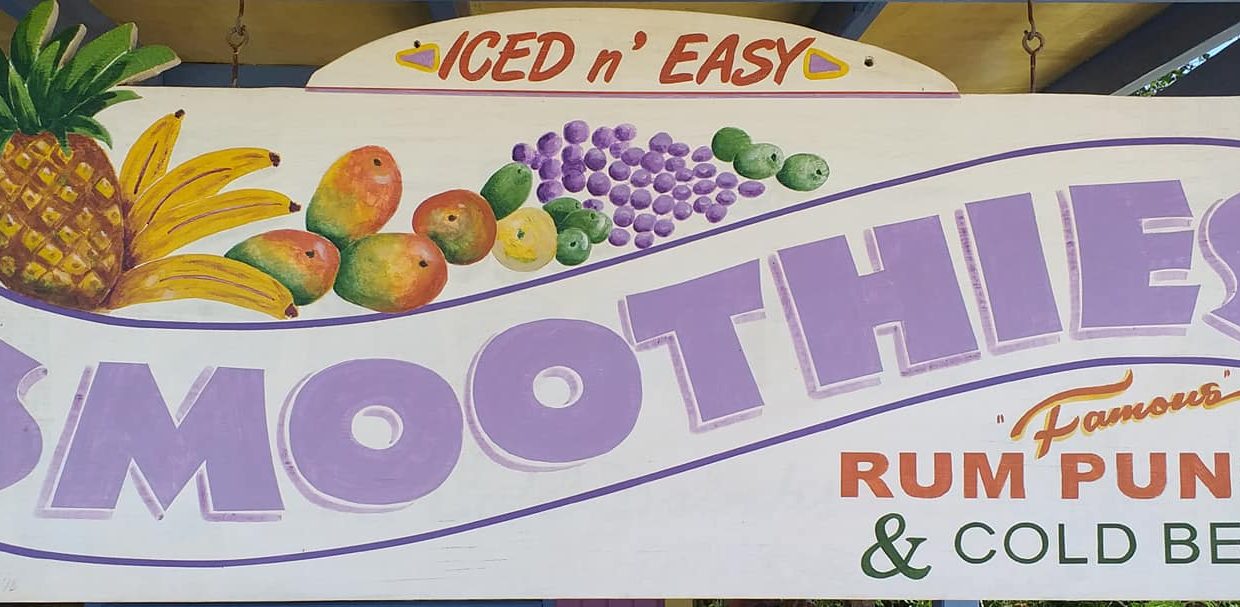 ICED n' EASY
SMOOTHIES
"Famous"
RUM PUN
& COLD BE